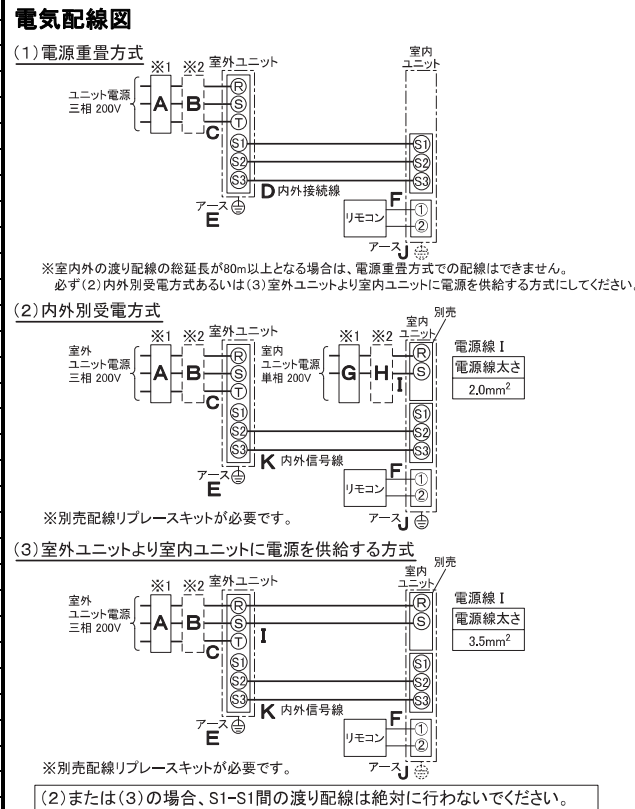 電気配線図
(1)電源重畳方式
※1 ※2 室外ユニット
室内
ユニット
ユニット電源
三相 200V
A B R
S
C T
S1 S1
S2 S2
S3 S3
D 内外接続線
F
アース
E
リモコン ①
②
アース J
※室内外の渡り配線の総延長が80m以上となる場合は、電源重畳方式での配線はできません。
必ず(2)内外別受電方式あるいは(3)室外ユニットより室内ユニットに電源を供給する方式にしてください。
(2)内外別受電方式
別売
※1 ※2 室外ユニット ※1 ※2 室内
ユニット
室外
ユニット電源
三相 200V
A B R
S
C T
室内
ユニット電源
単相 200V
G H R
I S
電源線 I
電源線太さ
2.0mm²
S1 S1
S2 S2
S3 S3
K 内外信号線
F
アース
E
リモコン ①
②
アース J
※別売配線リプレースキットが必要です。
(3)室外ユニットより室内ユニットに電源を供給する方式
別売
※1 ※2 室外ユニット 室内
ユニット
室外
ユニット電源
三相 200V
A B R R
S I S
C T
電源線 I
電源線太さ
3.5mm²
S1 S1
S2 S2
S3 S3
K 内外信号線
F
アース
E
リモコン ①
②
アース J
※別売配線リプレースキットが必要です。
(2)または(3)の場合、S1-S1間の渡り配線は絶対に行わないでください。